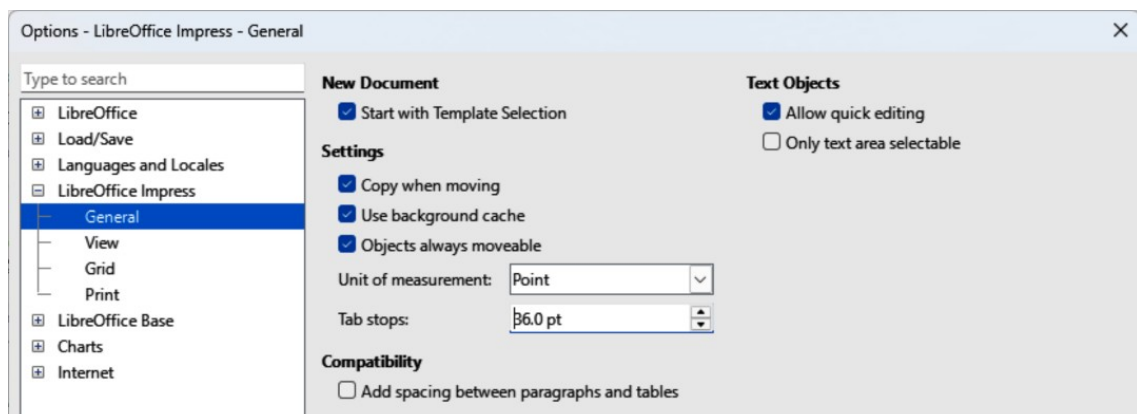 Options - LibreOffice Impress - General
Type to search
LibreOffice
Load/Save
Languages and Locales
LibreOffice Impress
General
View
Grid
Print
LibreOffice Base
Charts
Internet
New Document
Start with Template Selection
Settings
Copy when moving
Use background cache
Objects always moveable
Unit of measurement: Point
Tab stops: 36.0 pt
Compatibility
Add spacing between paragraphs and tables
Text Objects
Allow quick editing
Only text area selectable